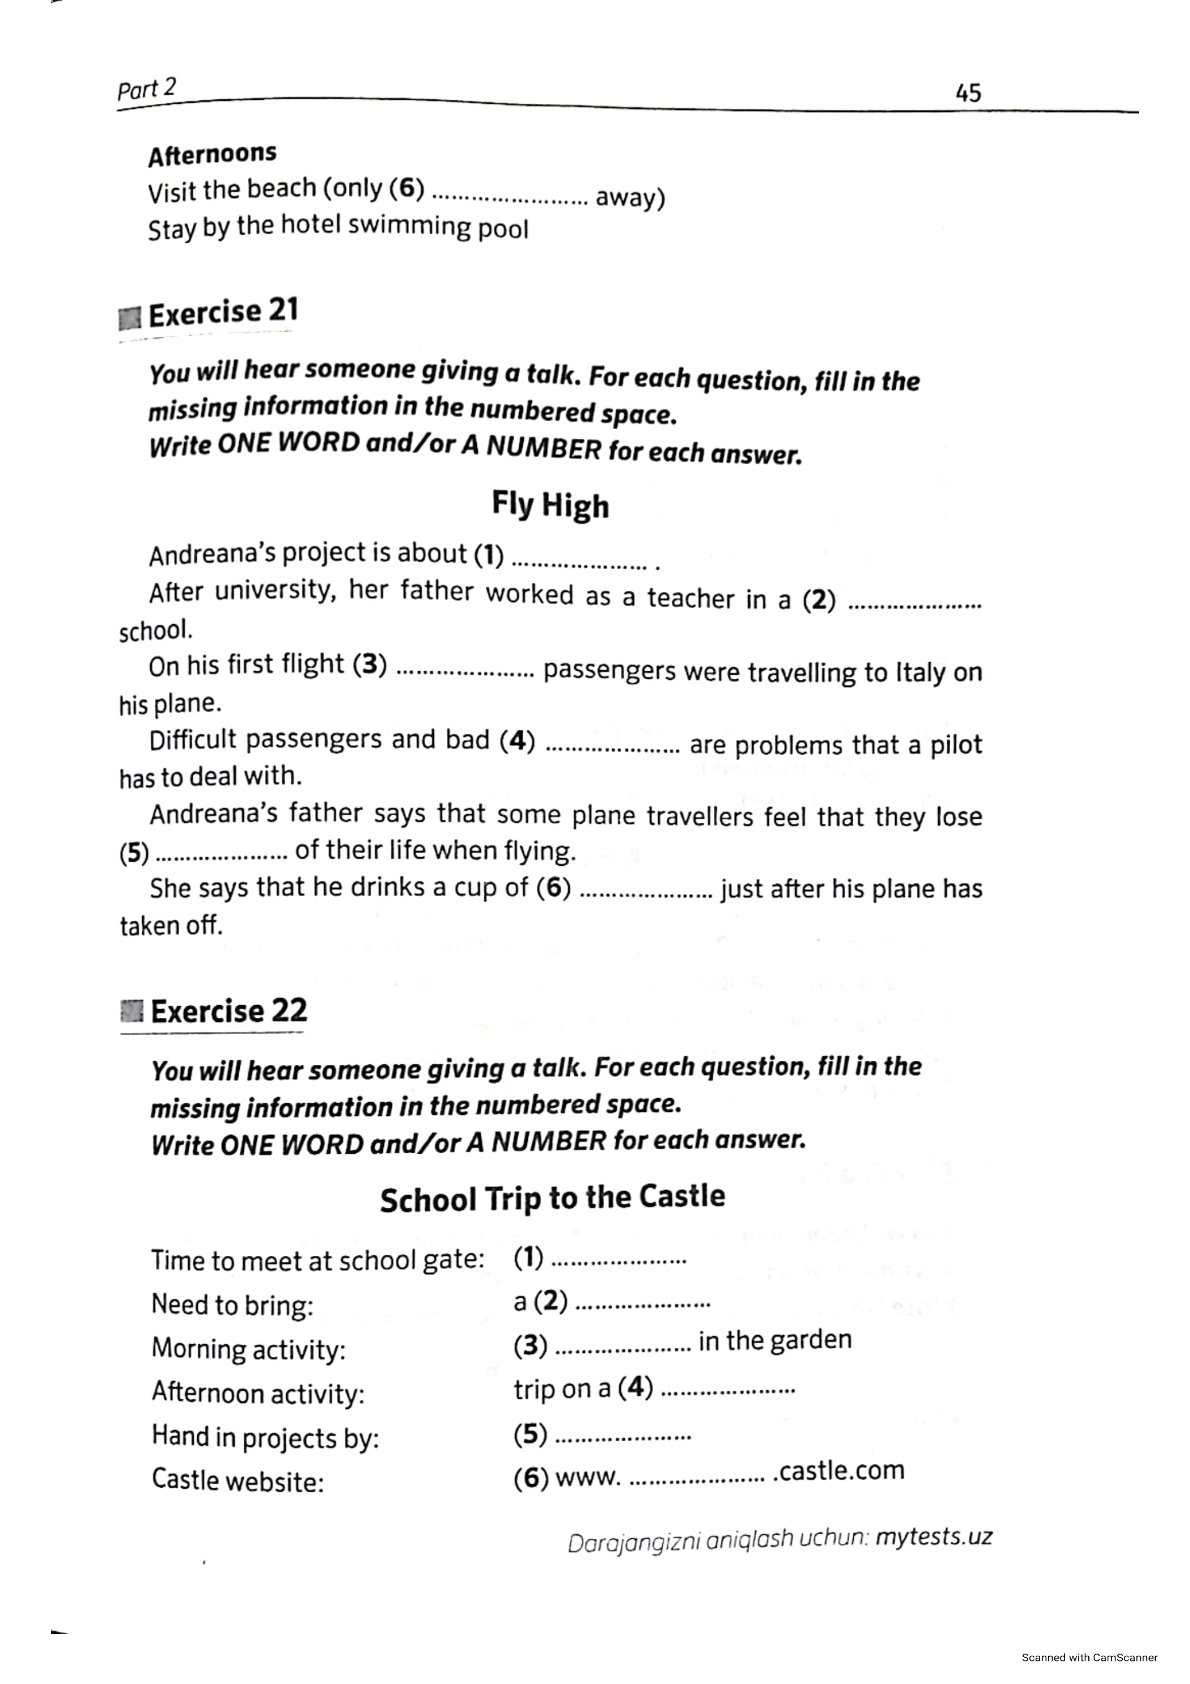 Part 2 45
Afternoons
Visit the beach (only (6) ........................ away)
Stay by the hotel swimming pool
Exercise 21
You will hear someone giving a talk. For each question, fill in the
missing information in the numbered space.
Write ONE WORD and/or A NUMBER for each answer.
Fly High
Andreana's project is about (1) ..................... .
After university, her father worked as a teacher in a (2) .....................
school.
On his first flight (3) ..................... passengers were travelling to Italy on
his plane.
Difficult passengers and bad (4) ..................... are problems that a pilot
has to deal with.
Andreana's father says that some plane travellers feel that they lose
(5) ..................... of their life when flying.
She says that he drinks a cup of (6) ..................... just after his plane has
taken off.
Exercise 22
You will hear someone giving a talk. For each question, fill in the
missing information in the numbered space.
Write ONE WORD and/or A NUMBER for each answer.
School Trip to the Castle
Time to meet at school gate: (1) .....................
Need to bring: a (2) .....................
Morning activity: (3) ..................... in the garden
Afternoon activity: trip on a (4) .....................
Hand in projects by: (5) .....................
Castle website: (6) www. ..................... .castle.com
Darajangizni aniqlash uchun: mytests.uz
Scanned with CamScanner